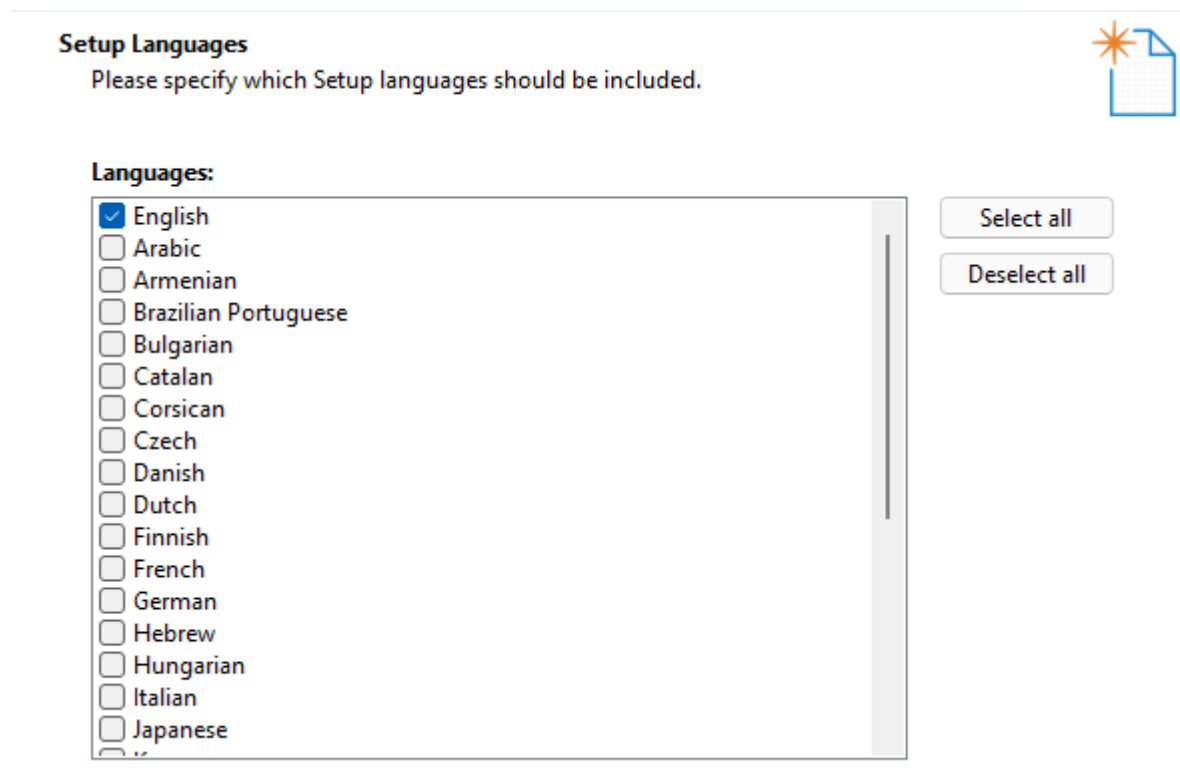 Setup Languages
Please specify which Setup languages should be included.
Languages:
English
Select all
Arabic
Deselect all
Armenian
Brazilian Portuguese
Bulgarian
Catalan
Corsican
Czech
Danish
Dutch
Finnish
French
German
Hebrew
Hungarian
Italian
Japanese